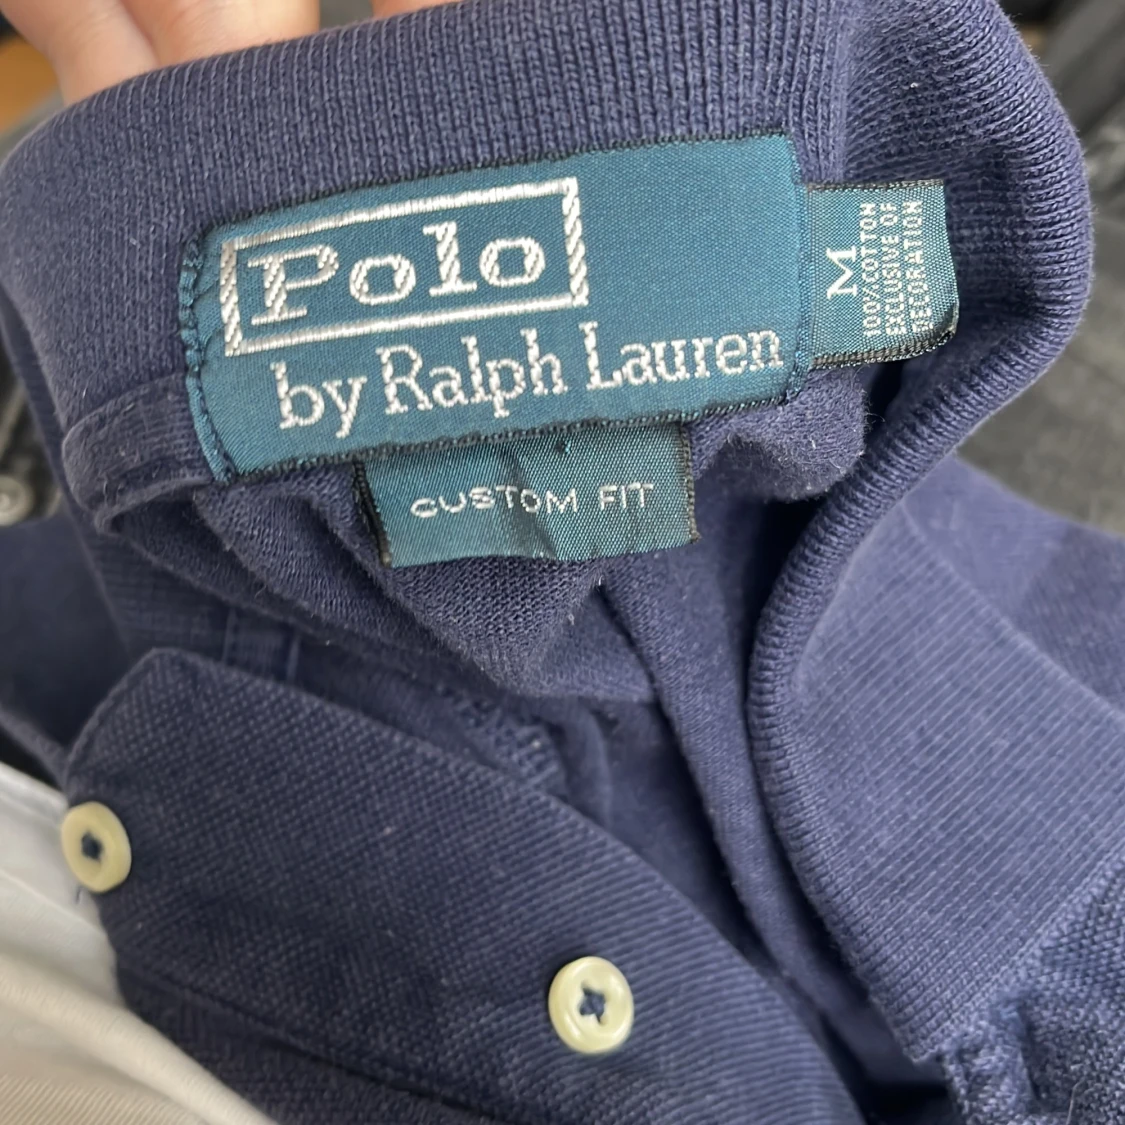 Polo
by Ralph Lauren
M
100% COTTON
EXCLUSIVE OF
DECORATION
CUSTOM FIT